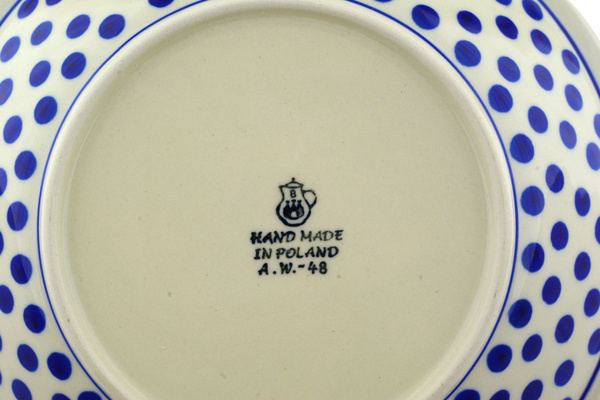 B
HAND MADE
IN POLAND
A.W.-48